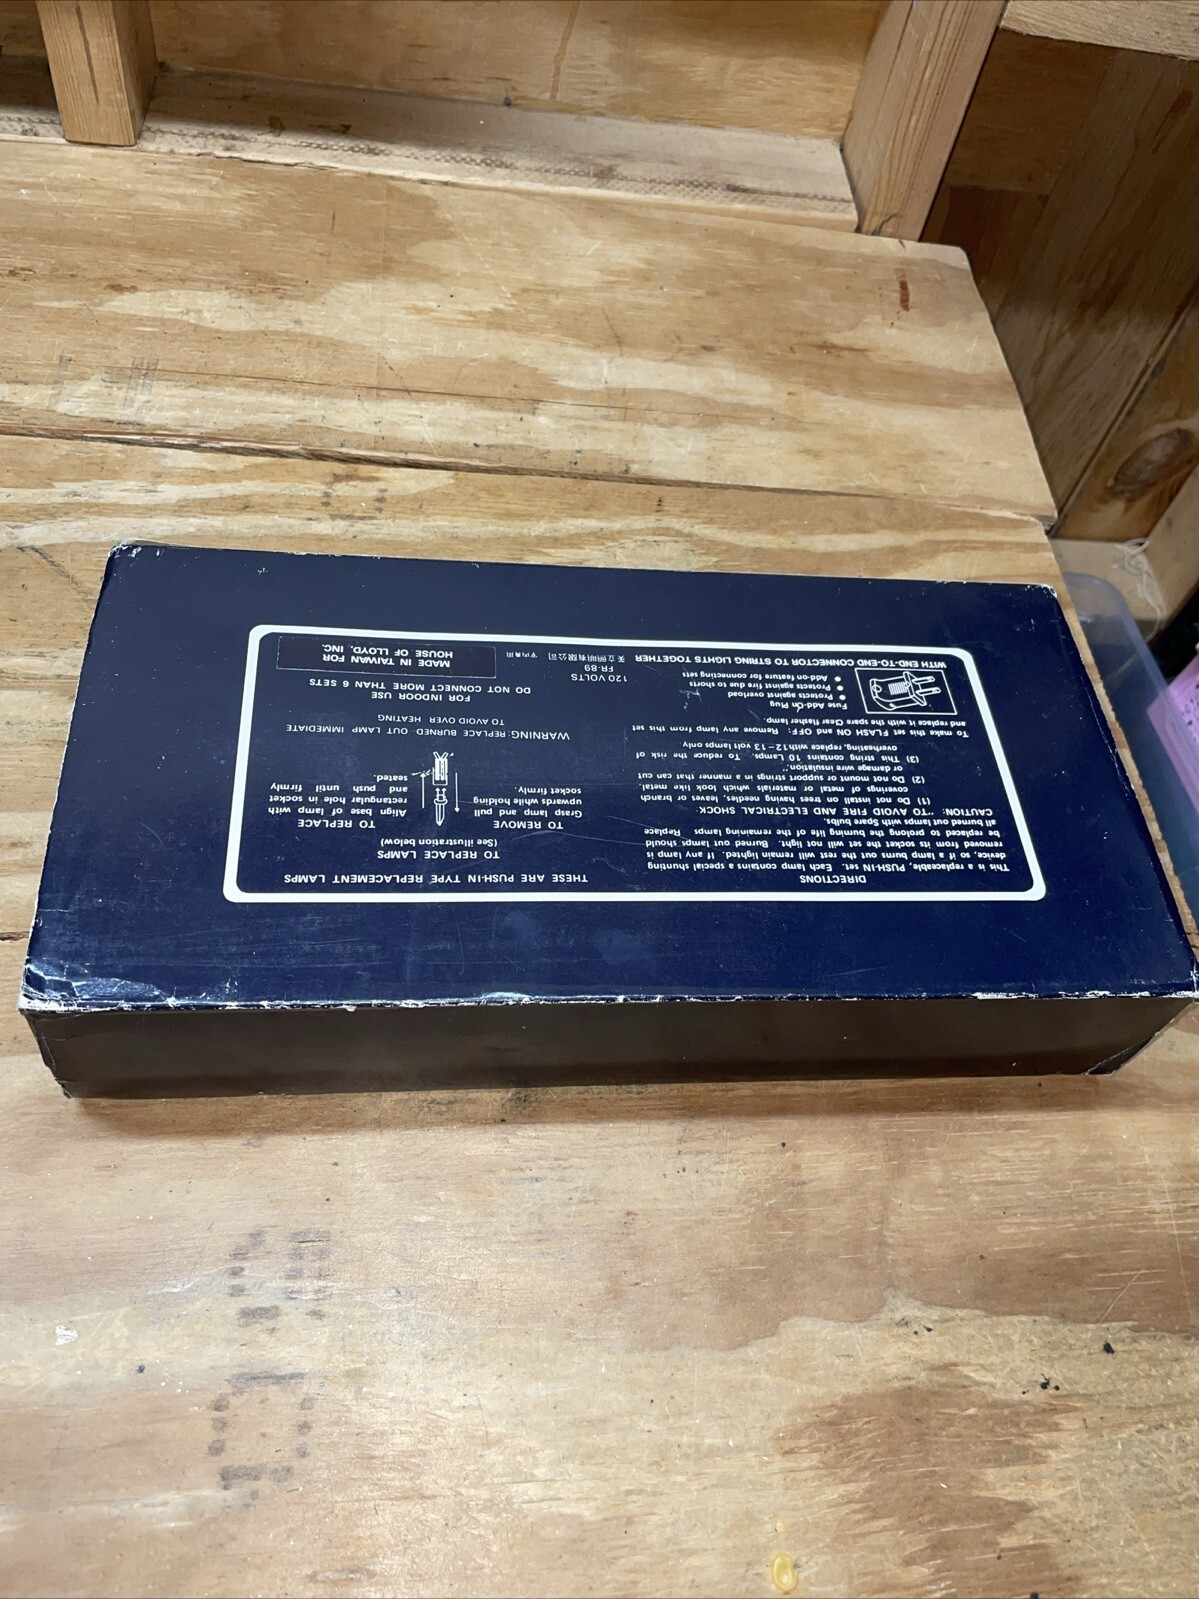 DIRECTIONS
This is a replaceable, PUSH-IN set. Each lamp contains a special shunting
device, so if a lamp burns out the rest will remain lighted. If any lamp is
removed from its socket the set will not light. Burned out lamps should
be replaced to prolong the burning life of the remaining lamps. Replace
all burned out lamps with Spare bulbs.
CAUTION: "TO AVOID FIRE AND ELECTRICAL SHOCK.
(1) Do not install on trees having needles, leaves or branch
coverings of metal or materials which look like metal.
(2) Do not mount or support strings in a manner that can cut
or damage wire insulation."
(3) This string contains 10 Lamps. To reduce the risk of
overheating, replace with 12–13 volt lamps only.
To make this set FLASH ON and OFF: Remove any lamp from this set
and replace it with the spare Clear flasher lamp.
Fuse Add-On Plug
● Protects against overload
● Protects against fire due to shorts
● Add-on feature for connecting sets
WITH END-TO-END CONNECTOR TO STRING LIGHTS TOGETHER
THESE ARE PUSH-IN TYPE REPLACEMENT LAMPS
TO REPLACE LAMPS
(See illustration below)
TO REMOVE
Grasp lamp and pull
upwards while holding
socket firmly.
TO REPLACE
Align base of lamp with
rectangular hole in socket
and push until firmly
seated.
WARNING: REPLACE BURNED-OUT LAMP IMMEDIATE
TO AVOID OVER HEATING
FOR INDOOR USE
DO NOT CONNECT MORE THAN 6 SETS
120 VOLTS
FR-89
美立照明有限公司 室內專用
MADE IN TAIWAN FOR
HOUSE OF LLOYD, INC.